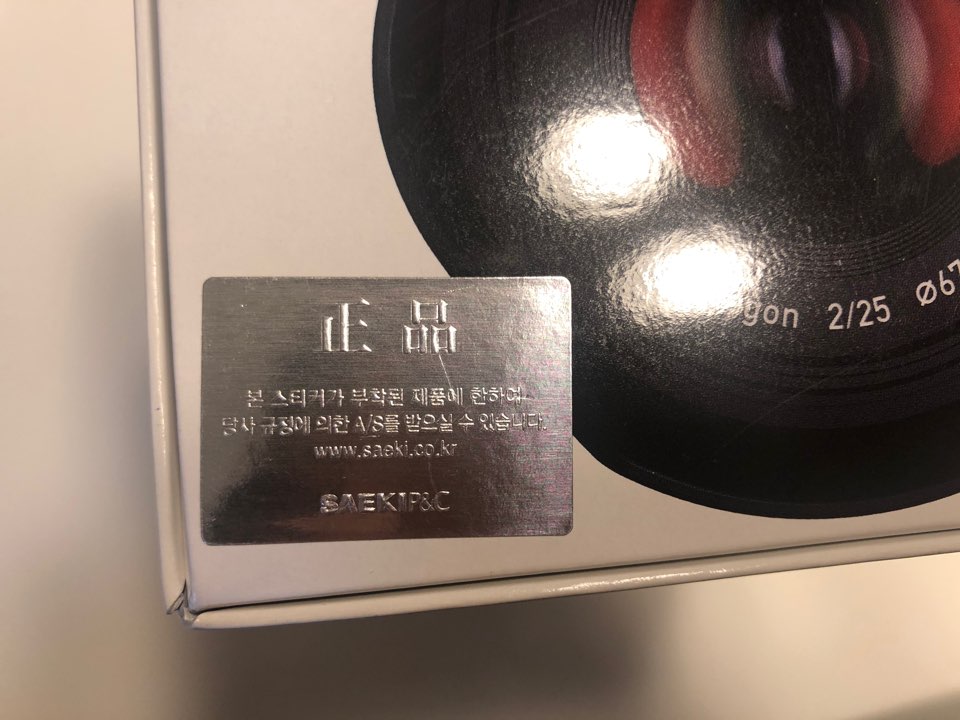 正品
본 스티커가 부착된 제품에 한하여
당사 규정에 의한 A/S를 받으실 수 있습니다.
www.saeki.co.kr
SAEKI P&C
gon 2/25 ø67